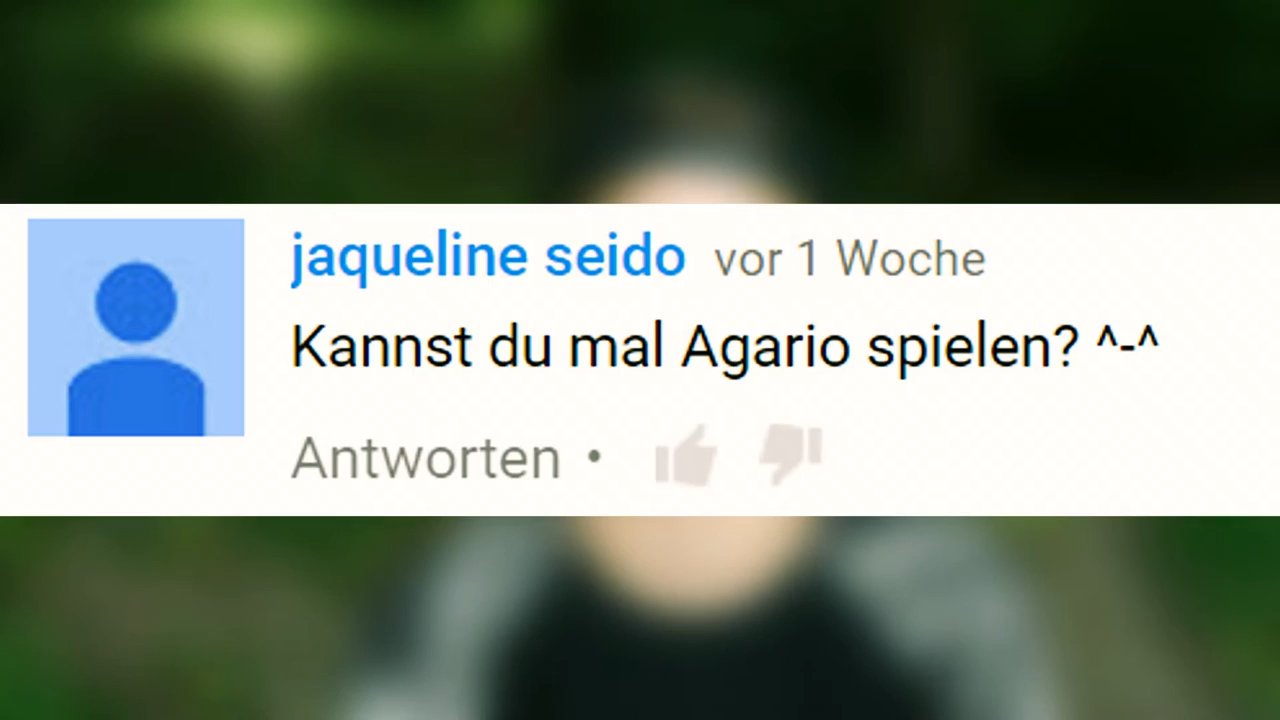 jaqueline seido vor 1 Woche
Kannst du mal Agario spielen? ^-^
Antworten •